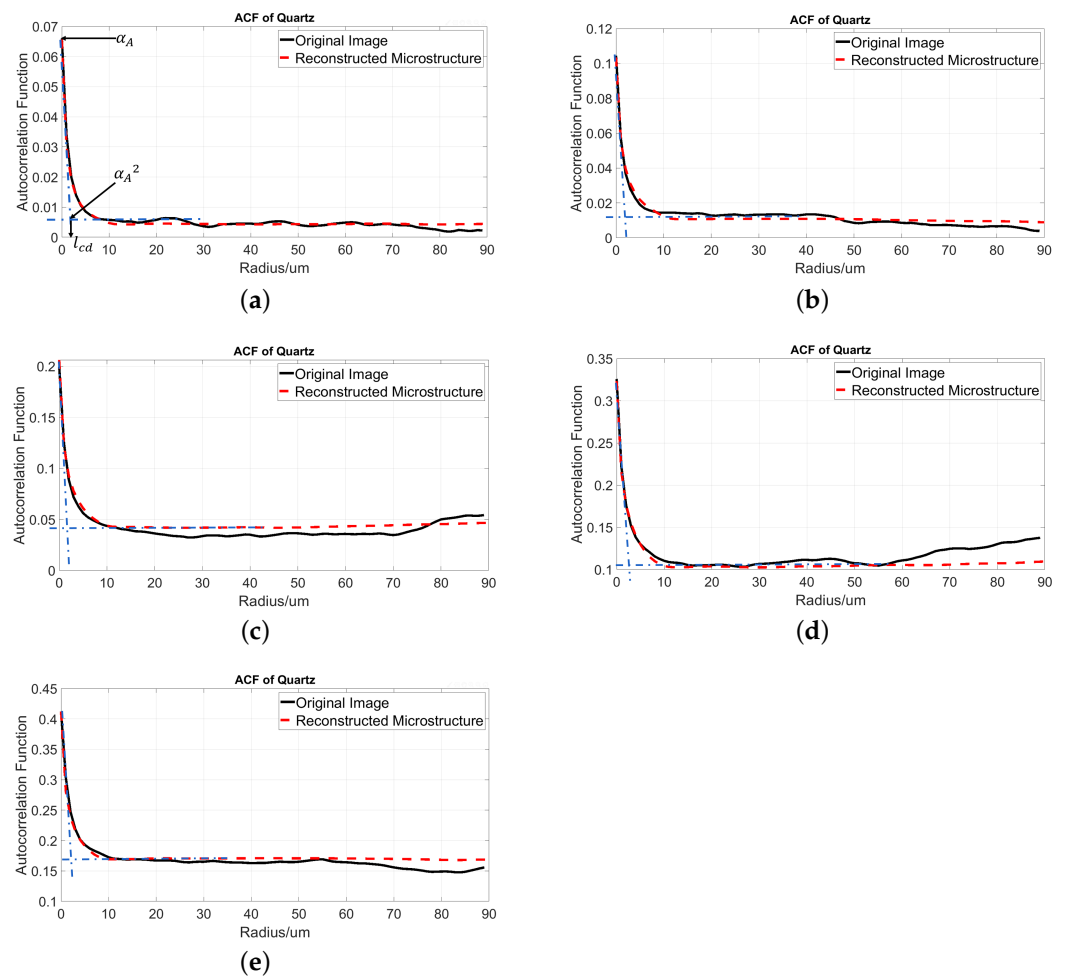 ACF of Quartz
Autocorrelation Function
0.07
0.06
0.05
0.04
0.03
0.02
0.01
0
α_A
α_A²
l_cd
Original Image
Reconstructed Microstructure
0 10 20 30 40 50 60 70 80 90
Radius/um
(a)
ACF of Quartz
Autocorrelation Function
0.12
0.1
0.08
0.06
0.04
0.02
0
Original Image
Reconstructed Microstructure
0 10 20 30 40 50 60 70 80 90
Radius/um
(b)
ACF of Quartz
Autocorrelation Function
0.2
0.15
0.1
0.05
0
Original Image
Reconstructed Microstructure
0 10 20 30 40 50 60 70 80 90
Radius/um
(c)
ACF of Quartz
Autocorrelation Function
0.35
0.3
0.25
0.2
0.15
0.1
Original Image
Reconstructed Microstructure
0 10 20 30 40 50 60 70 80 90
Radius/um
(d)
ACF of Quartz
Autocorrelation Function
0.45
0.4
0.35
0.3
0.25
0.2
0.15
0.1
Original Image
Reconstructed Microstructure
0 10 20 30 40 50 60 70 80 90
Radius/um
(e)